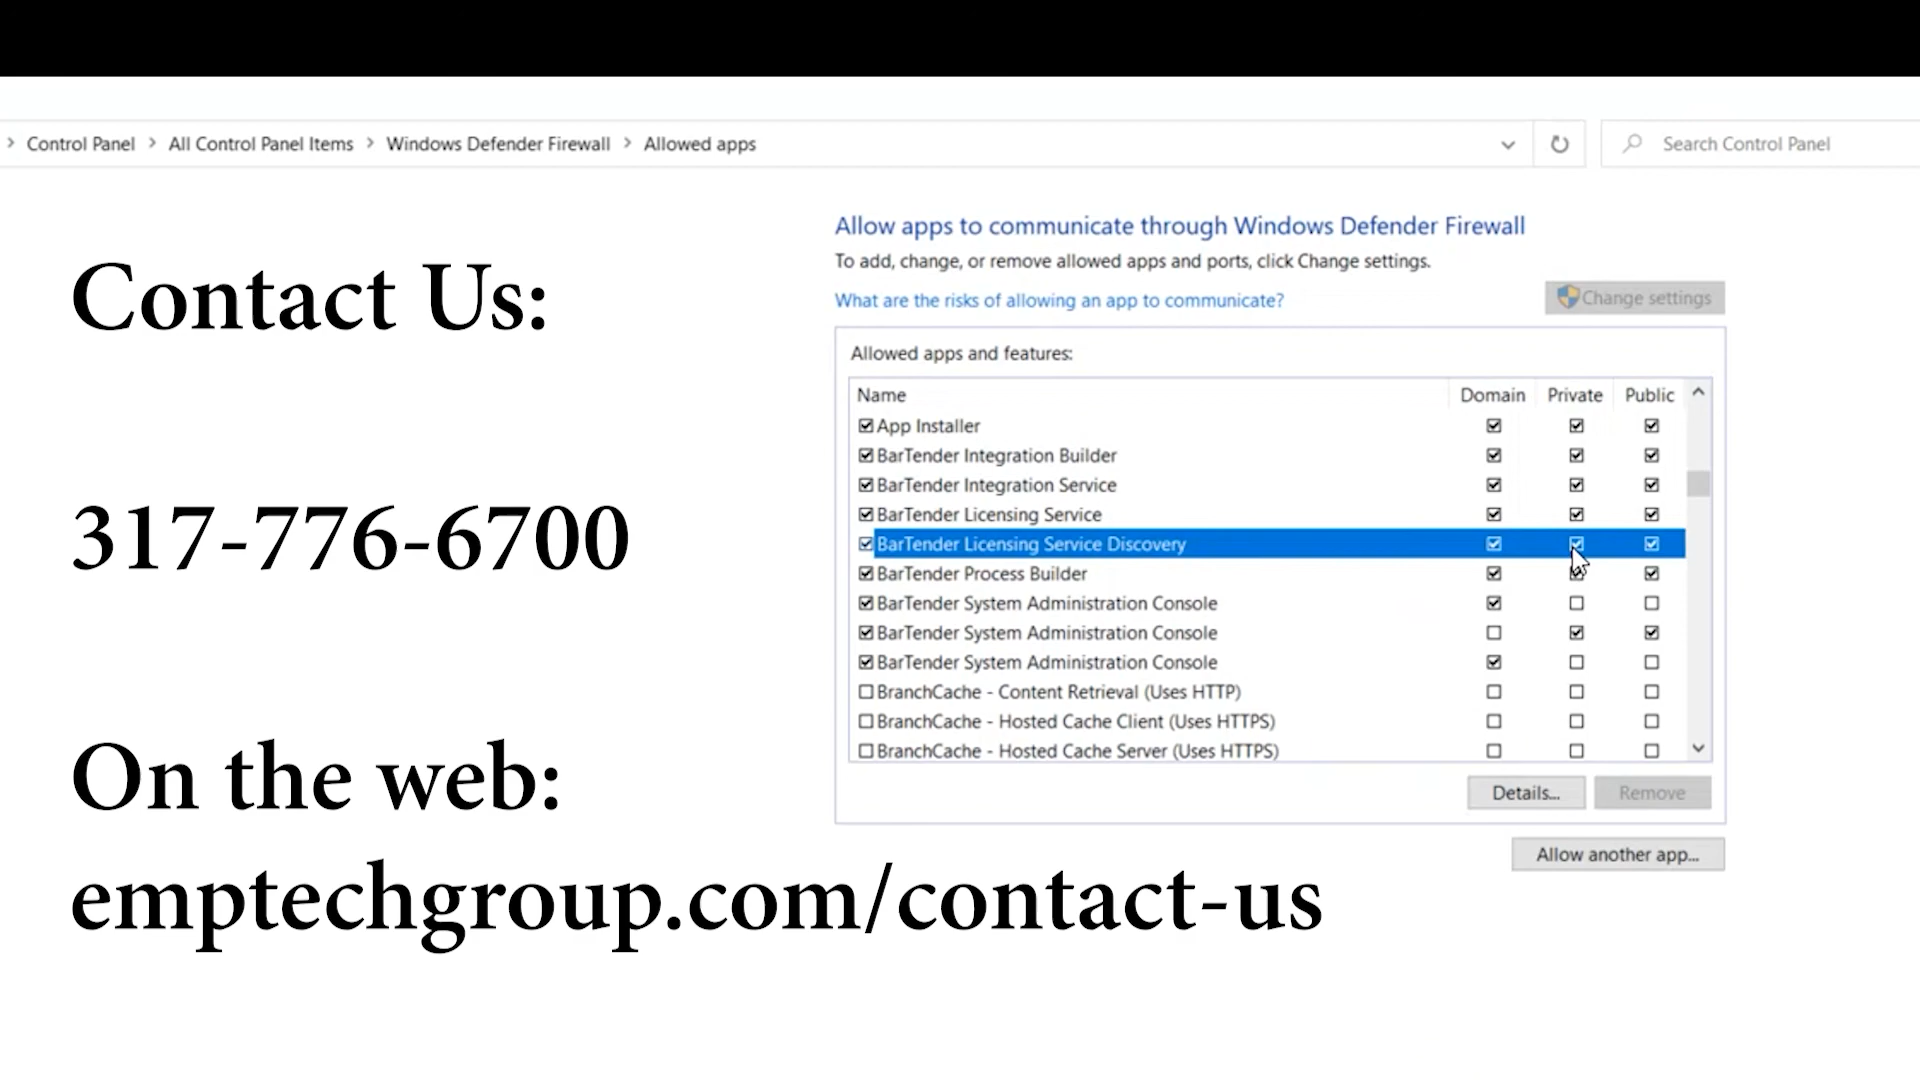 Control Panel > All Control Panel Items > Windows Defender Firewall > Allowed apps
Search Control Panel
Contact Us:
317-776-6700
On the web:
emptechgroup.com/contact-us
Allow apps to communicate through Windows Defender Firewall
To add, change, or remove allowed apps and ports, click Change settings.
What are the risks of allowing an app to communicate?
Change settings
Allowed apps and features:
Name Domain Private Public
App Installer
BarTender Integration Builder
BarTender Integration Service
BarTender Licensing Service
BarTender Licensing Service Discovery
BarTender Process Builder
BarTender System Administration Console
BarTender System Administration Console
BarTender System Administration Console
BranchCache - Content Retrieval (Uses HTTP)
BranchCache - Hosted Cache Client (Uses HTTPS)
BranchCache - Hosted Cache Server (Uses HTTPS)
Details... Remove
Allow another app...